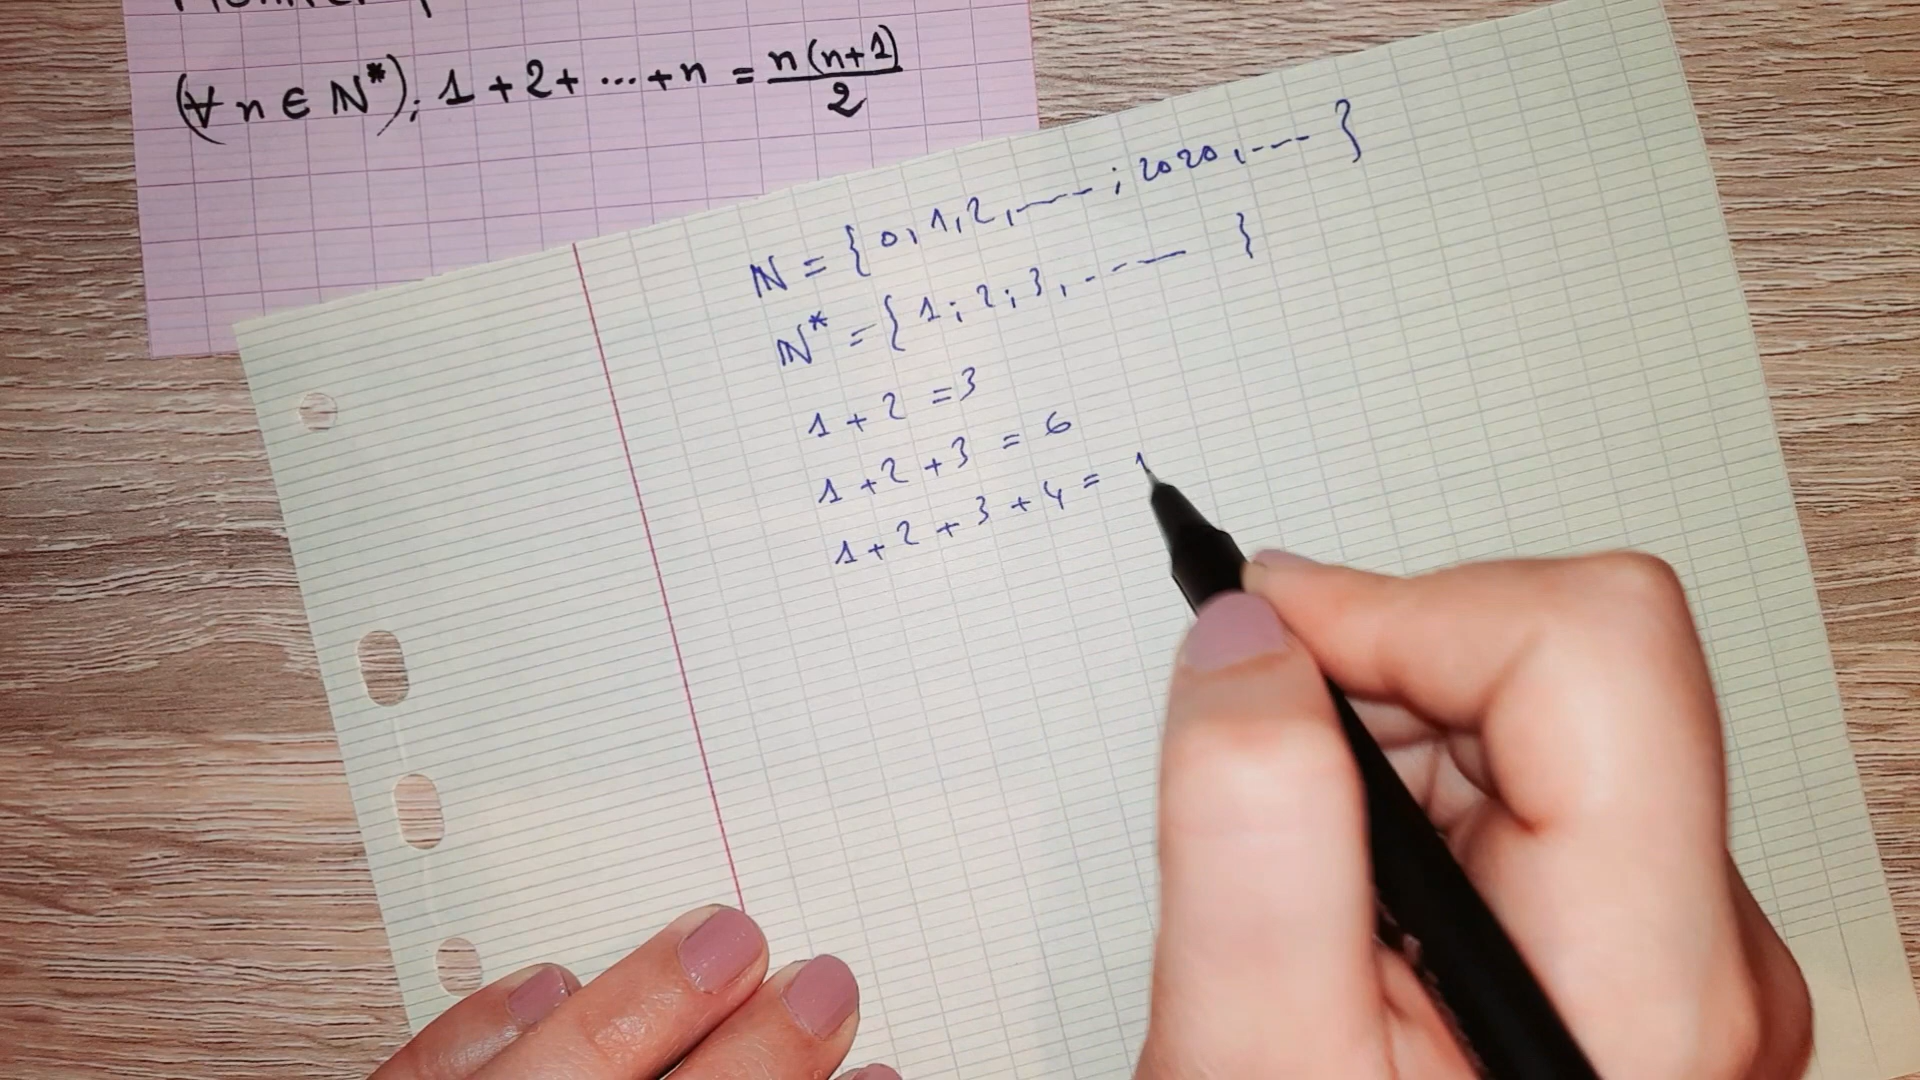 (∀ n ∈ ℕ*); 1 + 2 + ... + n = n(n+1)/2
ℕ = { 0, 1, 2, ---- ; 2020, --- }
ℕ* = { 1; 2; 3, ---- }
1 + 2 = 3
1 + 2 + 3 = 6
1 + 2 + 3 + 4 = 1